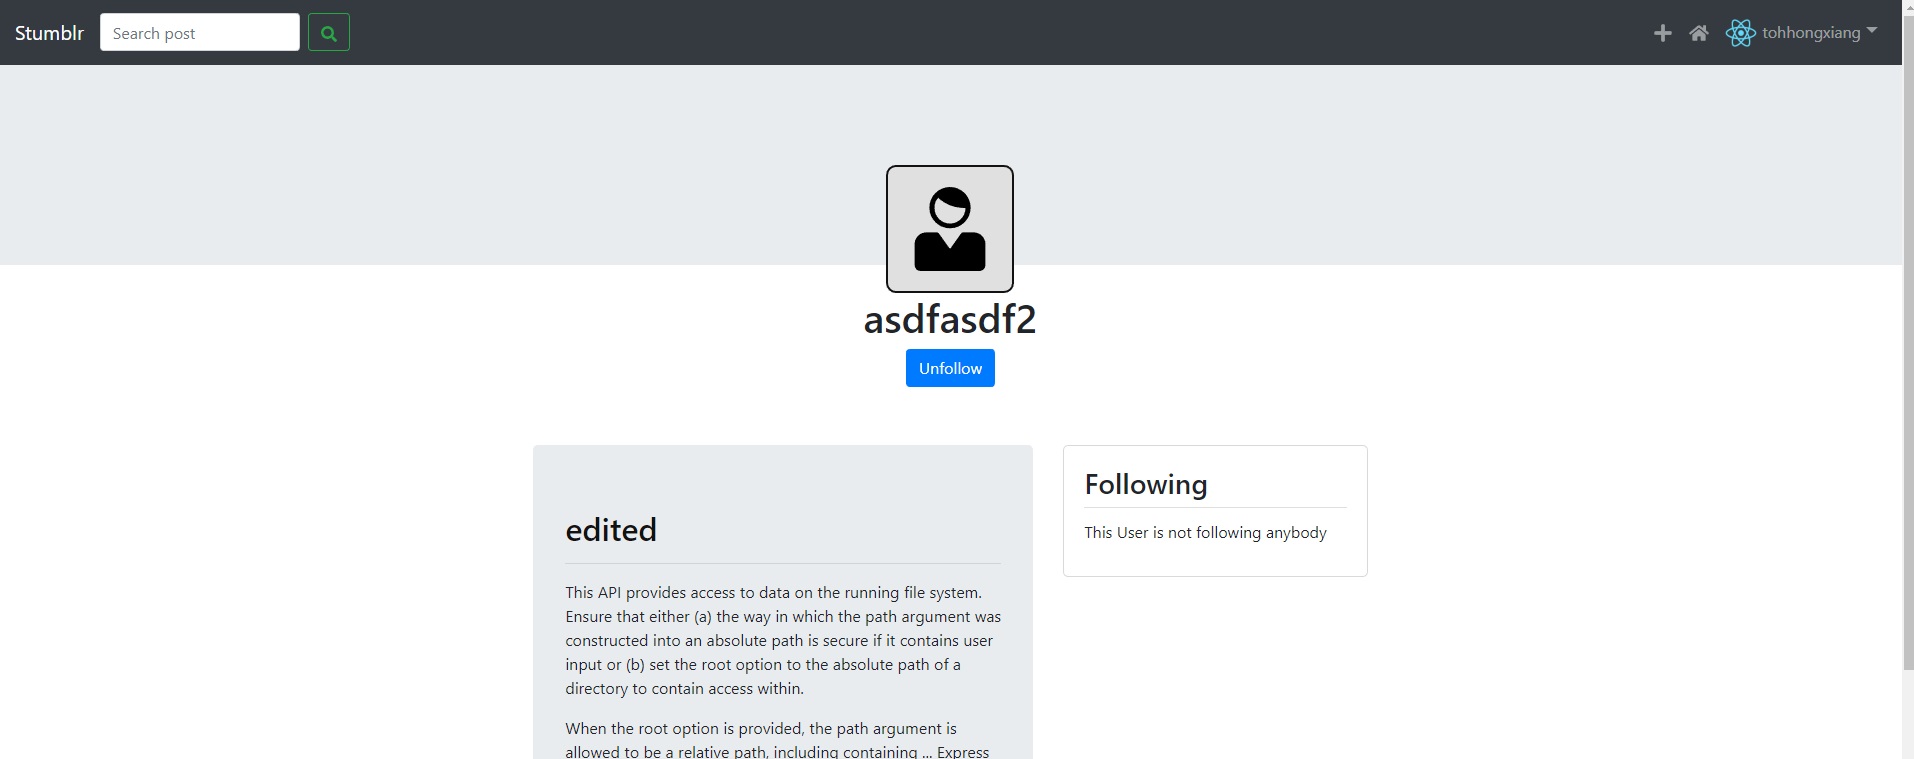 Stumblr
Search post
tohhongxiang
asdfasdf2
Unfollow
edited
This API provides access to data on the running file system.
Ensure that either (a) the way in which the path argument was
constructed into an absolute path is secure if it contains user
input or (b) set the root option to the absolute path of a
directory to contain access within.
When the root option is provided, the path argument is
allowed to be a relative path, including containing ... Express
Following
This User is not following anybody